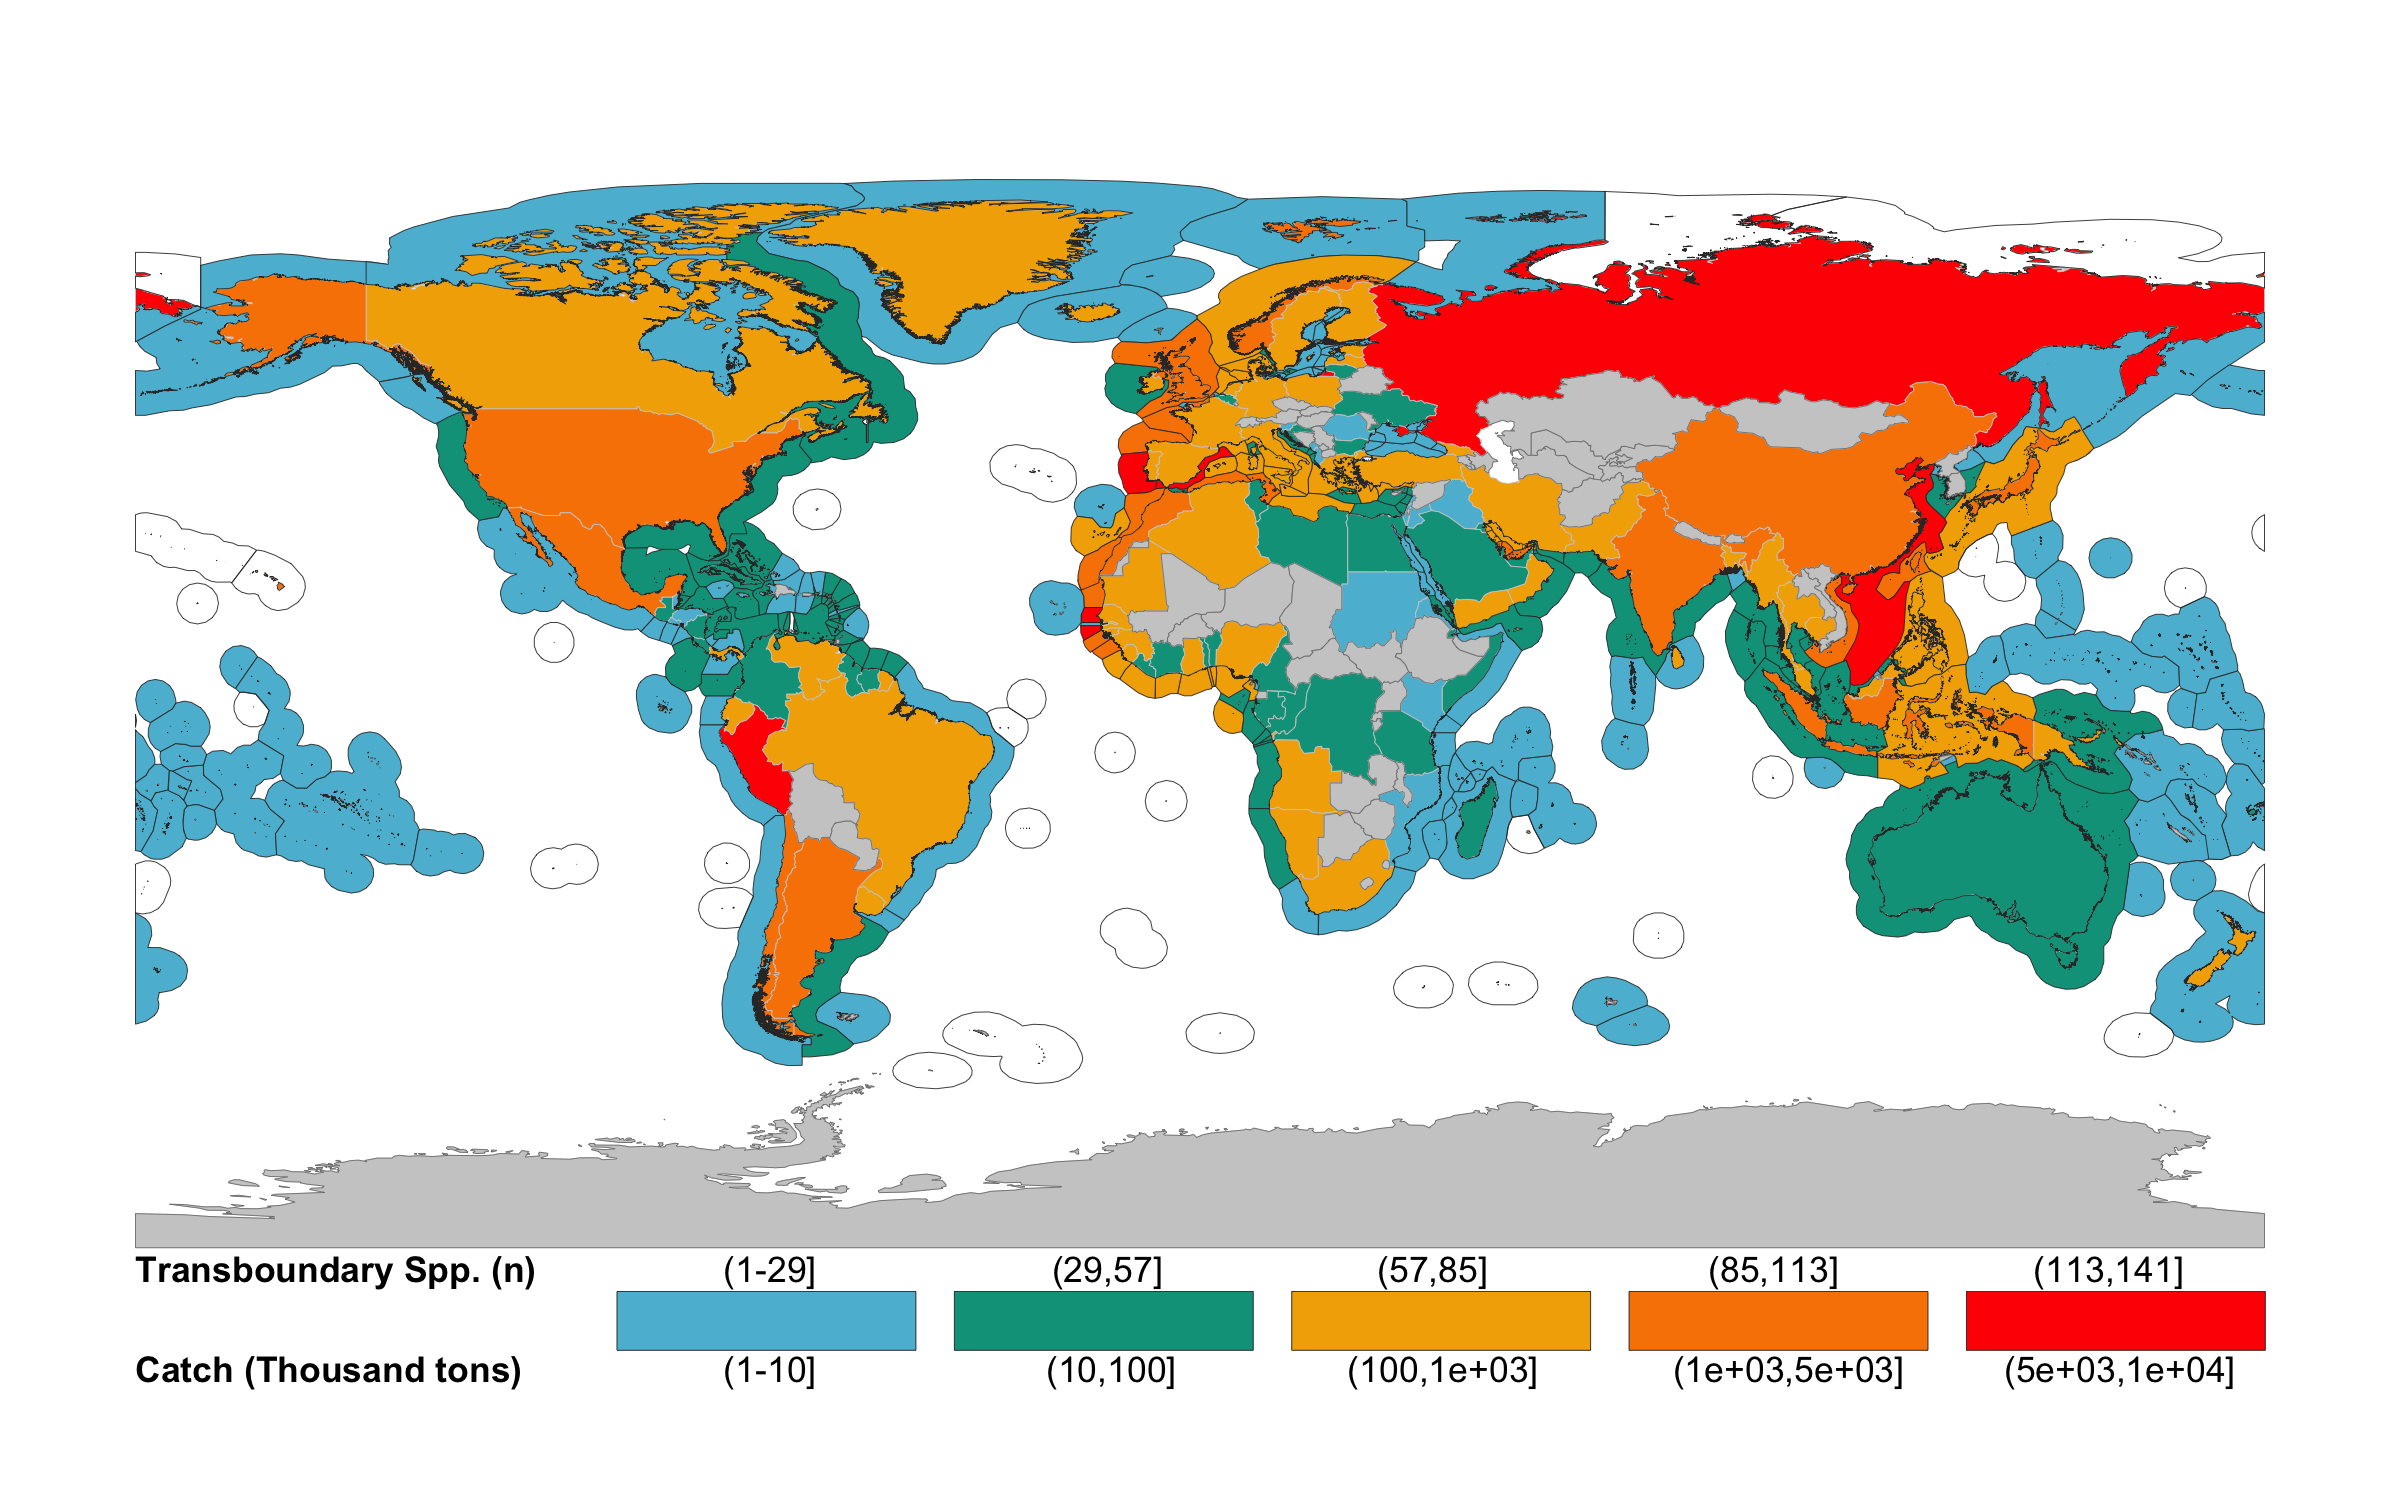 Transboundary Spp. (n) (1-29] (29,57] (57,85] (85,113] (113,141]
Catch (Thousand tons) (1-10] (10,100] (100,1e+03] (1e+03,5e+03] (5e+03,1e+04]